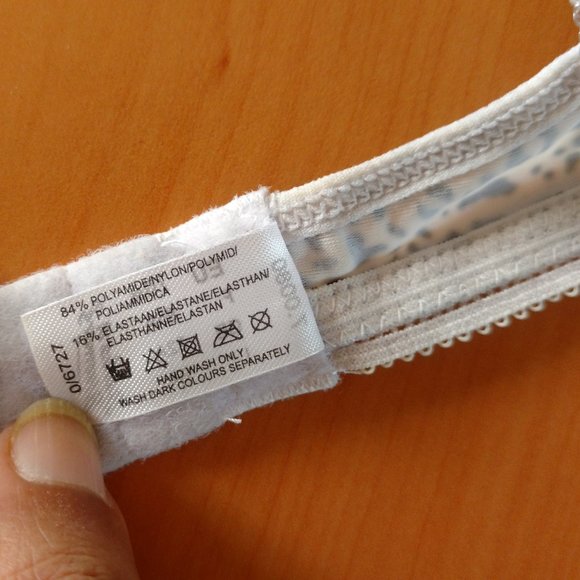 84% POLYAMIDE/NYLON/POLYMID/
POLIAMMIDICA
16% ELASTAAN/ELASTANE/ELASTHAN/
ELASTHANNE/ELASTAN
HAND WASH ONLY
WASH DARK COLOURS SEPARATELY
0/6727